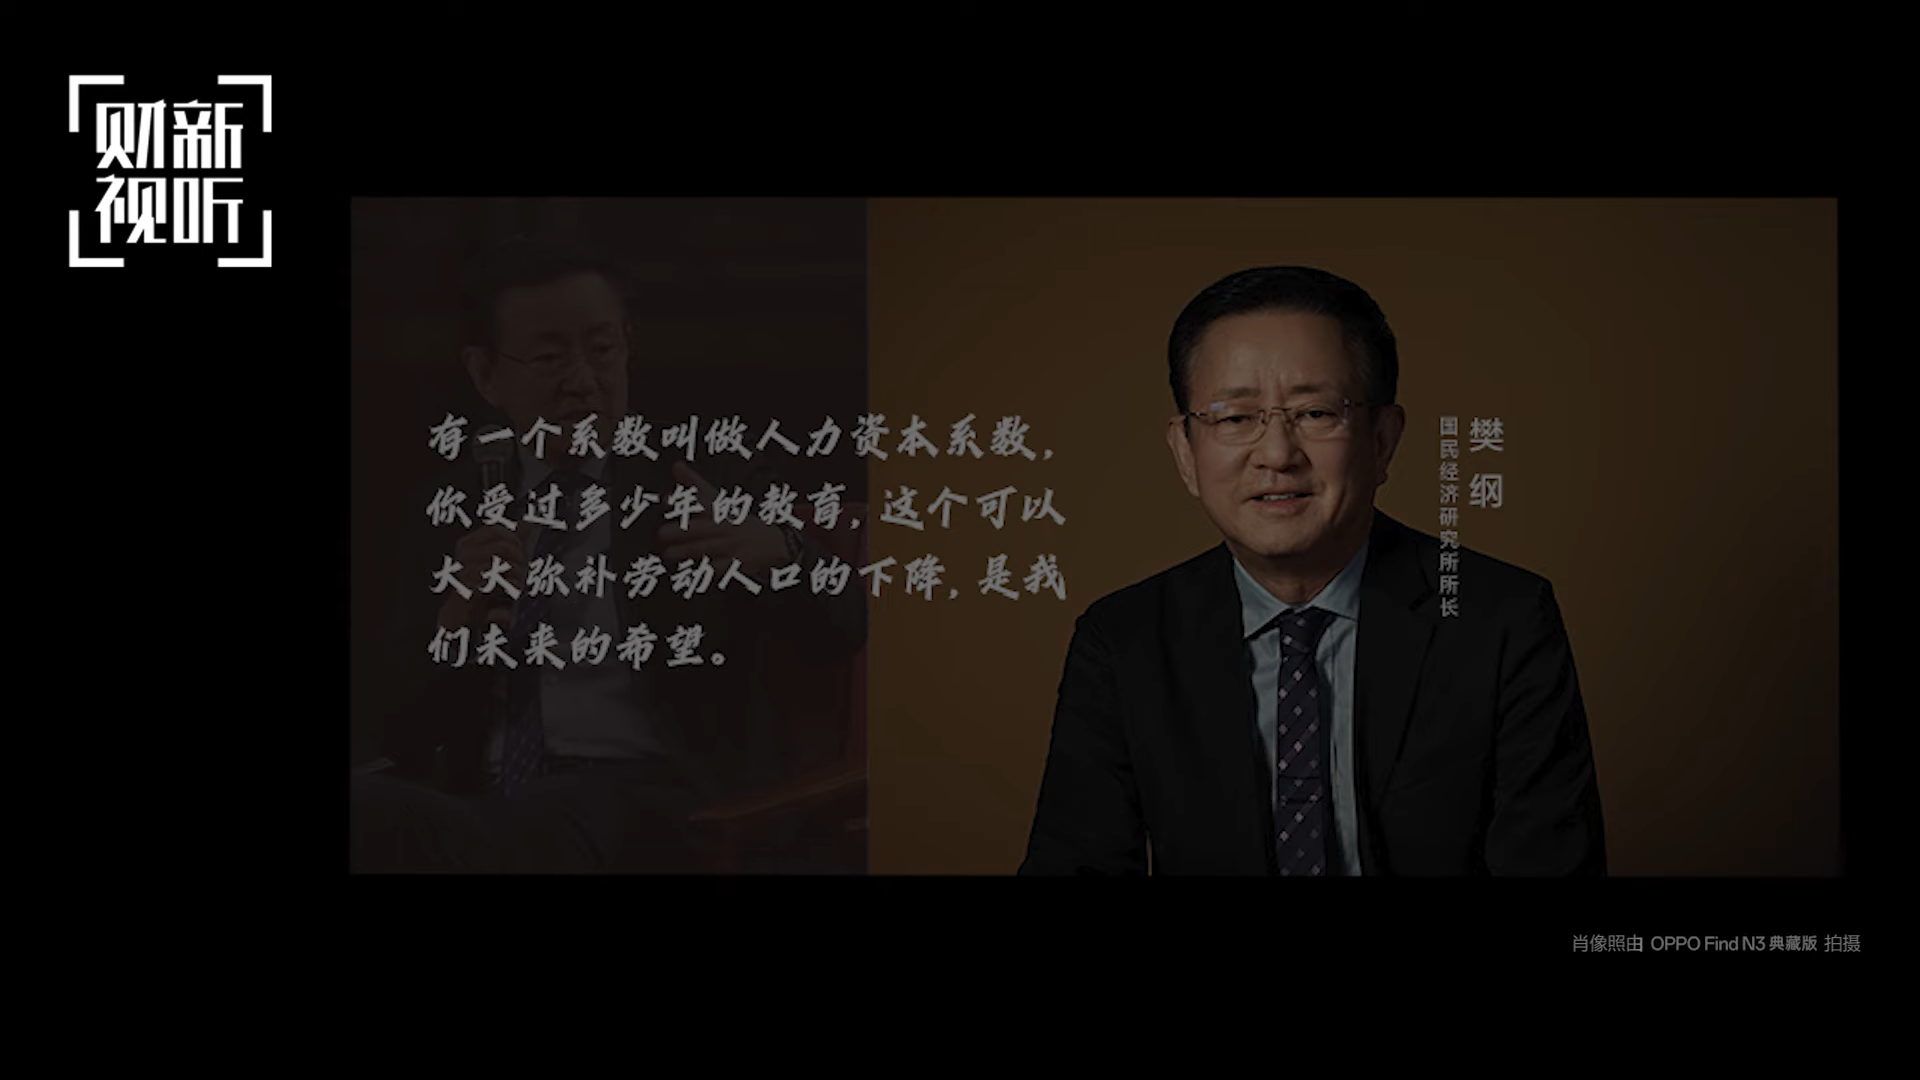 财新
视听
有一个系数叫做人力资本系数,
你受过多少年的教育, 这个可以
大大弥补劳动人口的下降, 是我
们未来的希望。
樊纲
国民经济研究所所长
肖像照由 OPPO Find N3 典藏版 拍摄